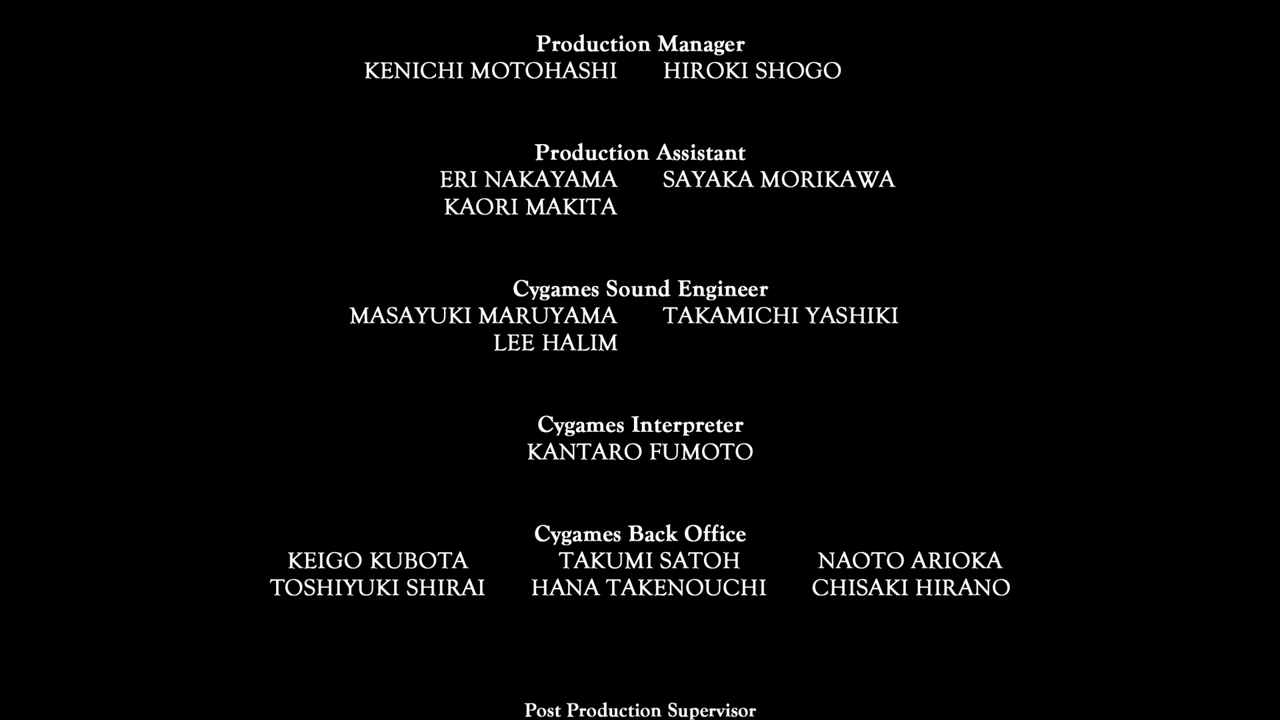 Production Manager
KENICHI MOTOHASHI HIROKI SHOGO
Production Assistant
ERI NAKAYAMA SAYAKA MORIKAWA
KAORI MAKITA
Cygames Sound Engineer
MASAYUKI MARUYAMA TAKAMICHI YASHIKI
LEE HALIM
Cygames Interpreter
KANTARO FUMOTO
Cygames Back Office
KEIGO KUBOTA TAKUMI SATOH NAOTO ARIOKA
TOSHIYUKI SHIRAI HANA TAKENOUCHI CHISAKI HIRANO
Post Production Supervisor